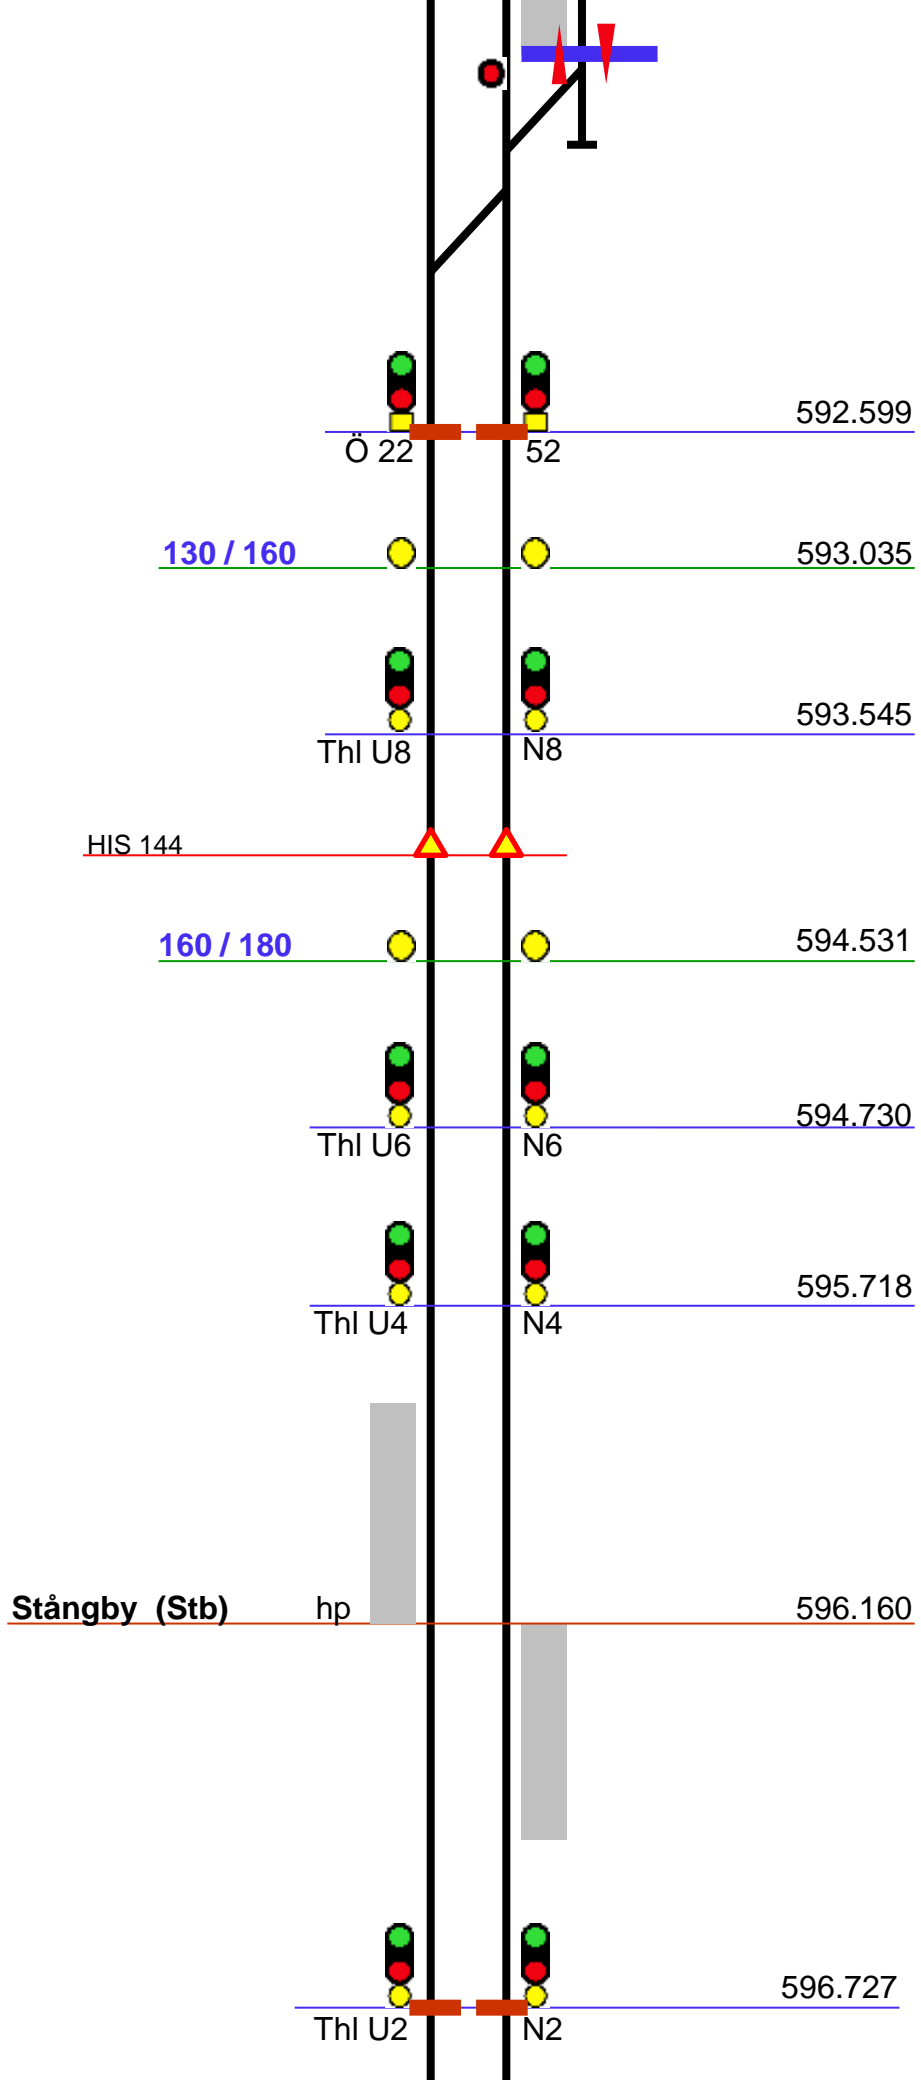 592.599
Ö 22 52
130 / 160 593.035
593.545
Thl U8 N8
HIS 144
160 / 180 594.531
594.730
Thl U6 N6
595.718
Thl U4 N4
Stångby (Stb) hp 596.160
596.727
Thl U2 N2